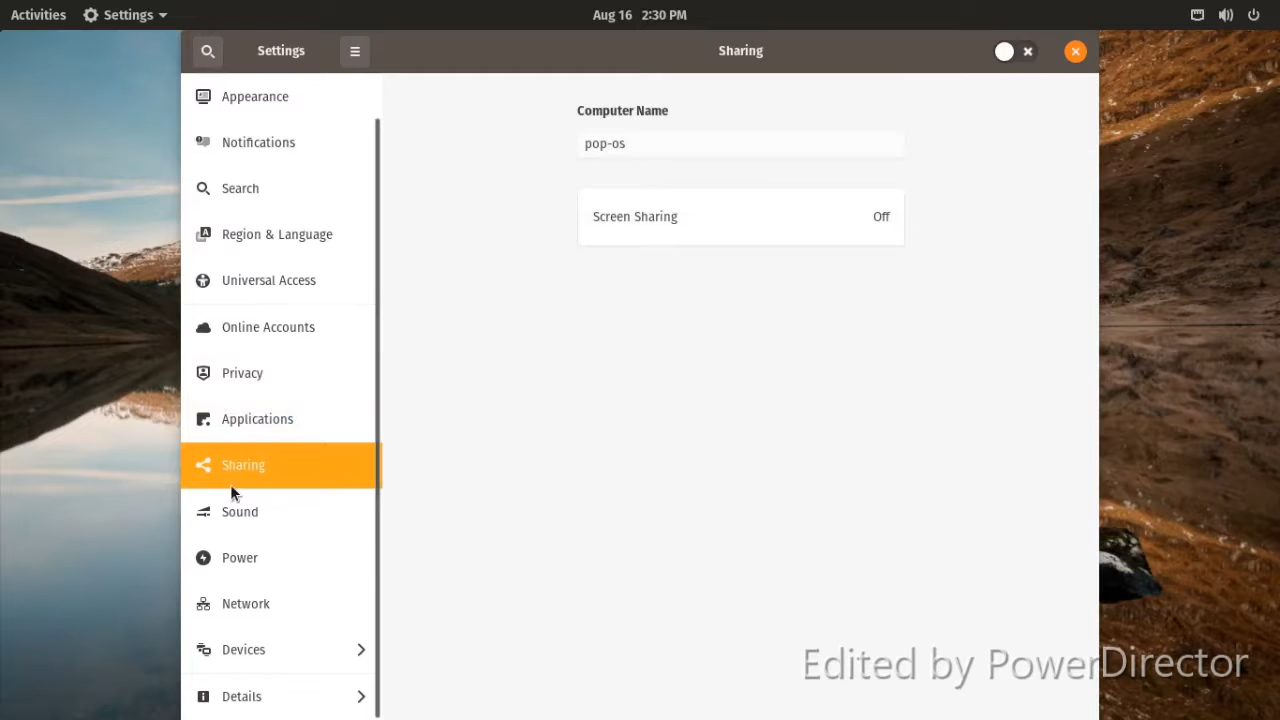 Activities Settings Aug 16 2:30 PM
Settings Sharing
Appearance
Notifications
Search
Region & Language
Universal Access
Online Accounts
Privacy
Applications
Sharing
Sound
Power
Network
Devices
Details
Computer Name
pop-os
Screen Sharing Off
Edited by PowerDirector